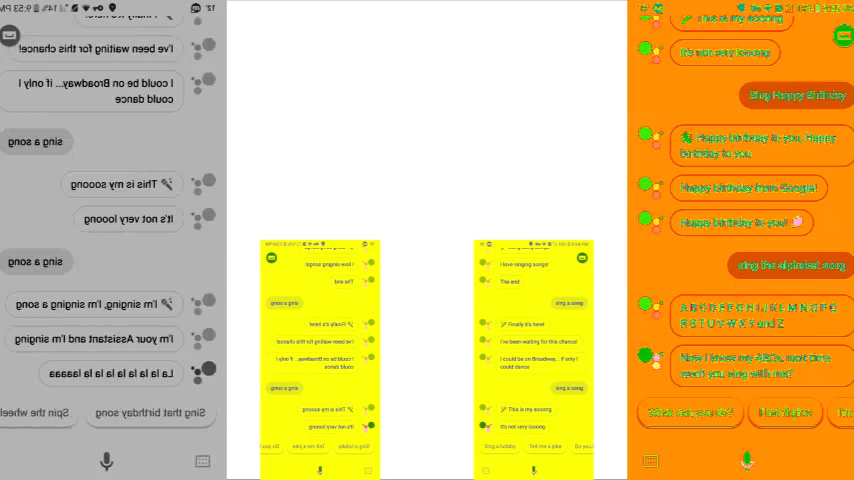 12% 14% 9:53
I've been waiting for this chance!
I could be on Broadway... if only I
could dance
sing a song
🎤 This is my sooong
It's not very looong
sing a song
🎤 I'm singing, I'm singing a song
I'm your Assistant and I'm singing
La la la la la la la la laaaaa
Sing that birthday song
Spin the wheel
I love singing songs!
The end
sing a song
🎤 Finally it's here!
I've been waiting for this chance!
I could be on Broadway... if only I
could dance
sing a song
🎤 This is my sooong
It's not very looong
Sing a lullaby
Tell me a joke
I love singing songs!
The end
sing a song
🎤 Finally it's here!
I've been waiting for this chance!
I could be on Broadway... if only I
could dance
sing a song
🎤 This is my sooong
It's not very looong
Sing a lullaby
Tell me a joke
Do you
🎤 This is my sooong
It's not very looong
Sing Happy Birthday
Happy birthday to you, Happy
birthday to you
Happy birthday from Google!
Happy birthday to you!
sing the alphabet song
A B C D E F G H I J K L M N O P Q
R S T U V W X Y and Z
Now I know my ABCs, next time
won't you sing with me?
What can you do?